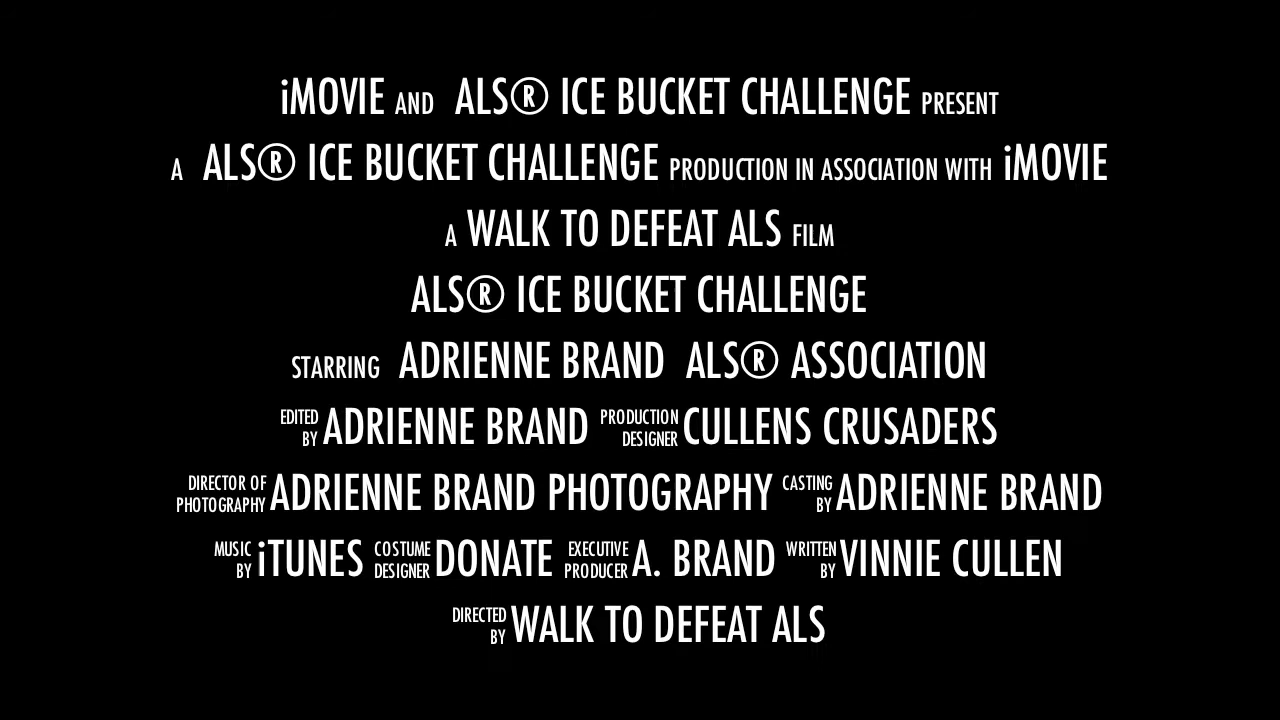 iMOVIE AND ALS® ICE BUCKET CHALLENGE PRESENT
A ALS® ICE BUCKET CHALLENGE PRODUCTION IN ASSOCIATION WITH iMOVIE
A WALK TO DEFEAT ALS FILM
ALS® ICE BUCKET CHALLENGE
STARRING ADRIENNE BRAND ALS® ASSOCIATION
EDITED BY ADRIENNE BRAND PRODUCTION DESIGNER CULLENS CRUSADERS
DIRECTOR OF PHOTOGRAPHY ADRIENNE BRAND PHOTOGRAPHY CASTING BY ADRIENNE BRAND
MUSIC BY iTUNES COSTUME DESIGNER DONATE EXECUTIVE PRODUCER A. BRAND WRITTEN BY VINNIE CULLEN
DIRECTED BY WALK TO DEFEAT ALS